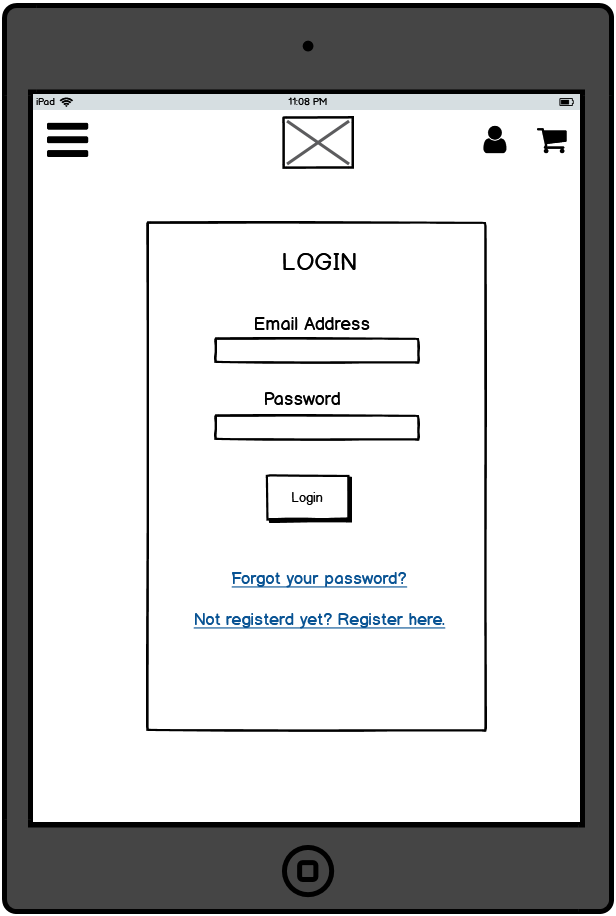 iPad 11:08 PM
LOGIN
Email Address
Password
Login
Forgot your password?
Not registerd yet? Register here.